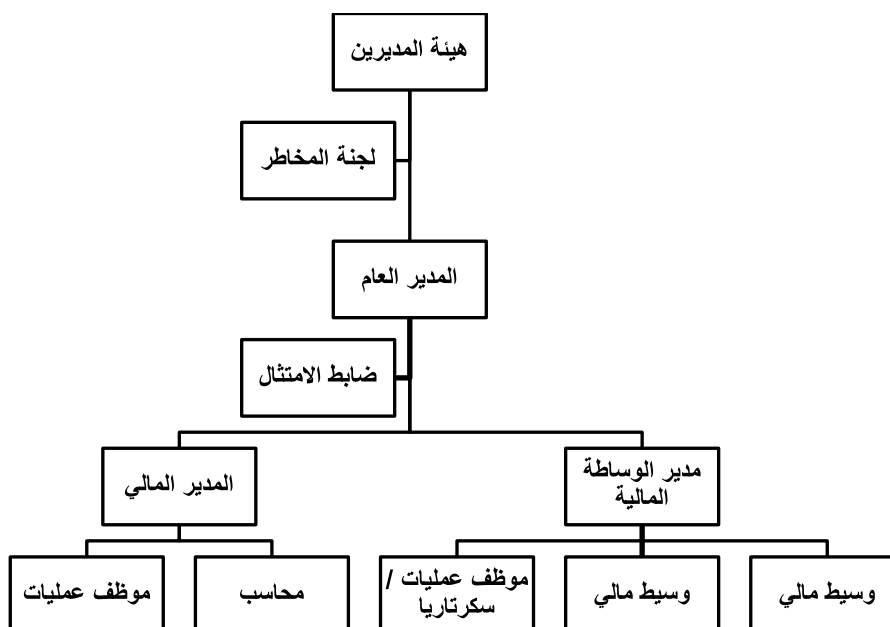 هيئة المديرين
لجنة المخاطر
المدير العام
ضابط الامتثال
مدير الوساطة
المالية
المدير المالي
وسيط مالي
وسيط مالي
موظف عمليات /
سكرتاريا
محاسب
موظف عمليات